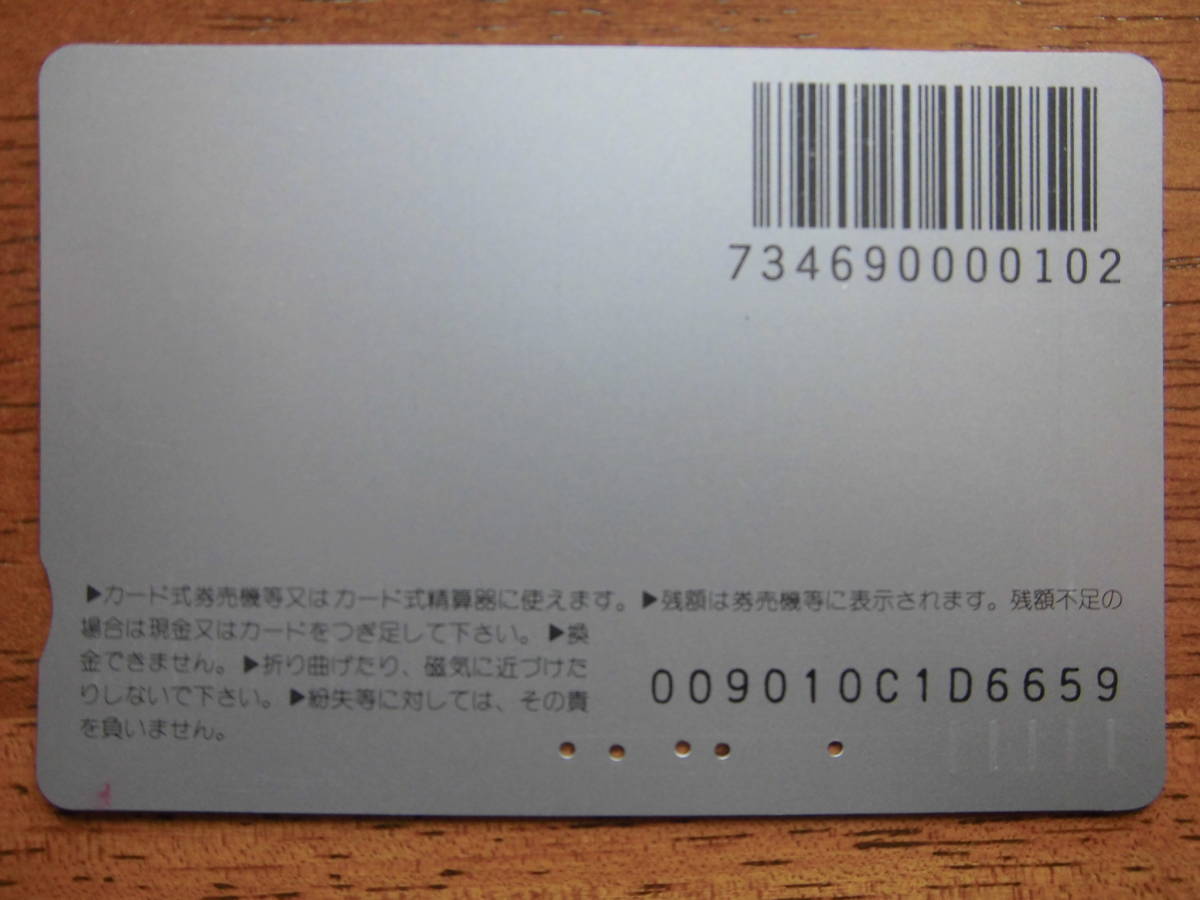 734690000102
▶カード式券売機等又はカード式精算器に使えます。▶残額は券売機等に表示されます。残額不足の
場合は現金又はカードをつぎ足して下さい。▶換
金できません。▶折り曲げたり、磁気に近づけた
りしないで下さい。▶紛失等に対しては、その責
を負いません。
009010C1D6659